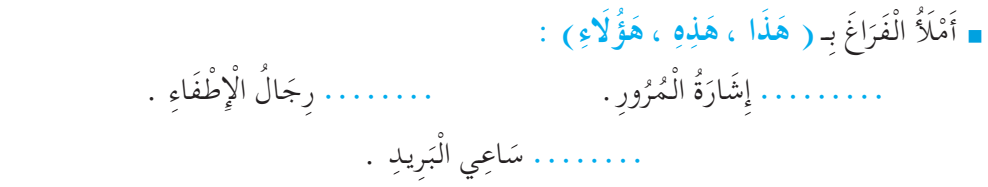 ■ أَمْلَأُ الْفَرَاغَ بِـ ( هَذَا ، هَذِهِ ، هَؤُلَاءِ ) :
......... إِشَارَةُ الْمُرُورِ . ........ رِجَالُ الْإِطْفَاءِ .
........ سَاعِي الْبَرِيدِ .